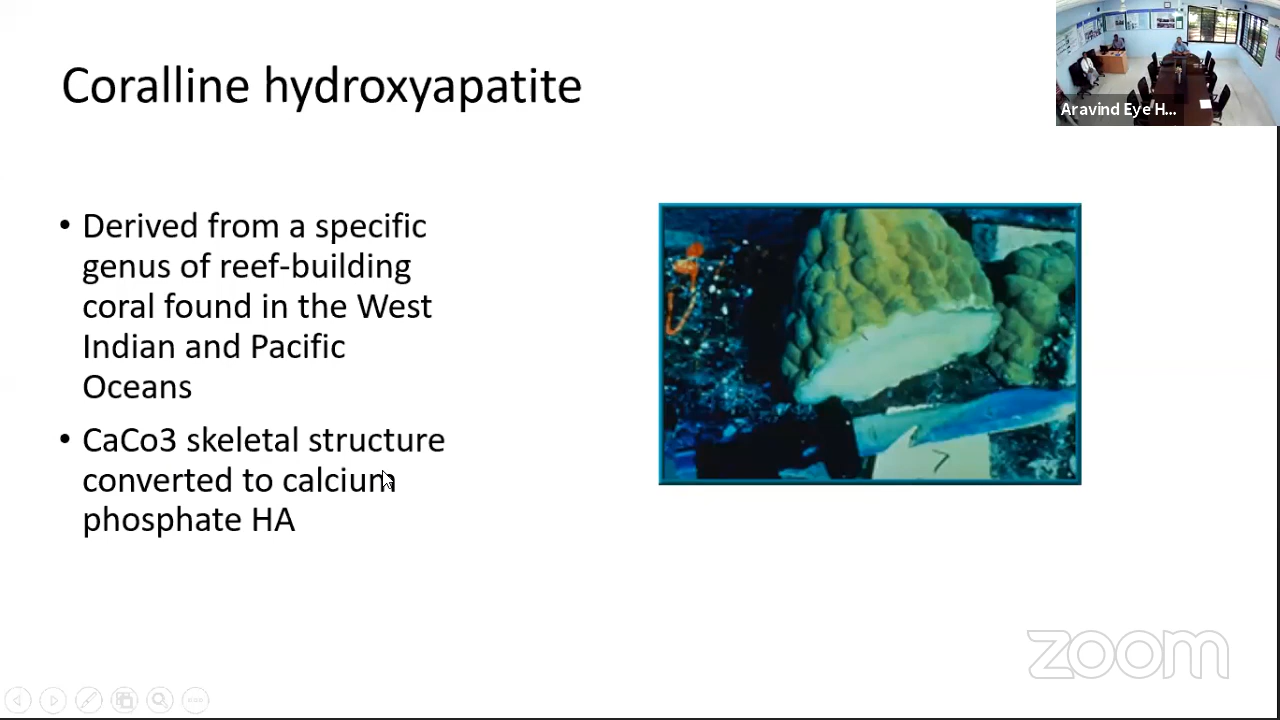 Coralline hydroxyapatite
Aravind Eye H...
• Derived from a specific
genus of reef-building
coral found in the West
Indian and Pacific
Oceans
• CaCo3 skeletal structure
converted to calcium
phosphate HA
zoom